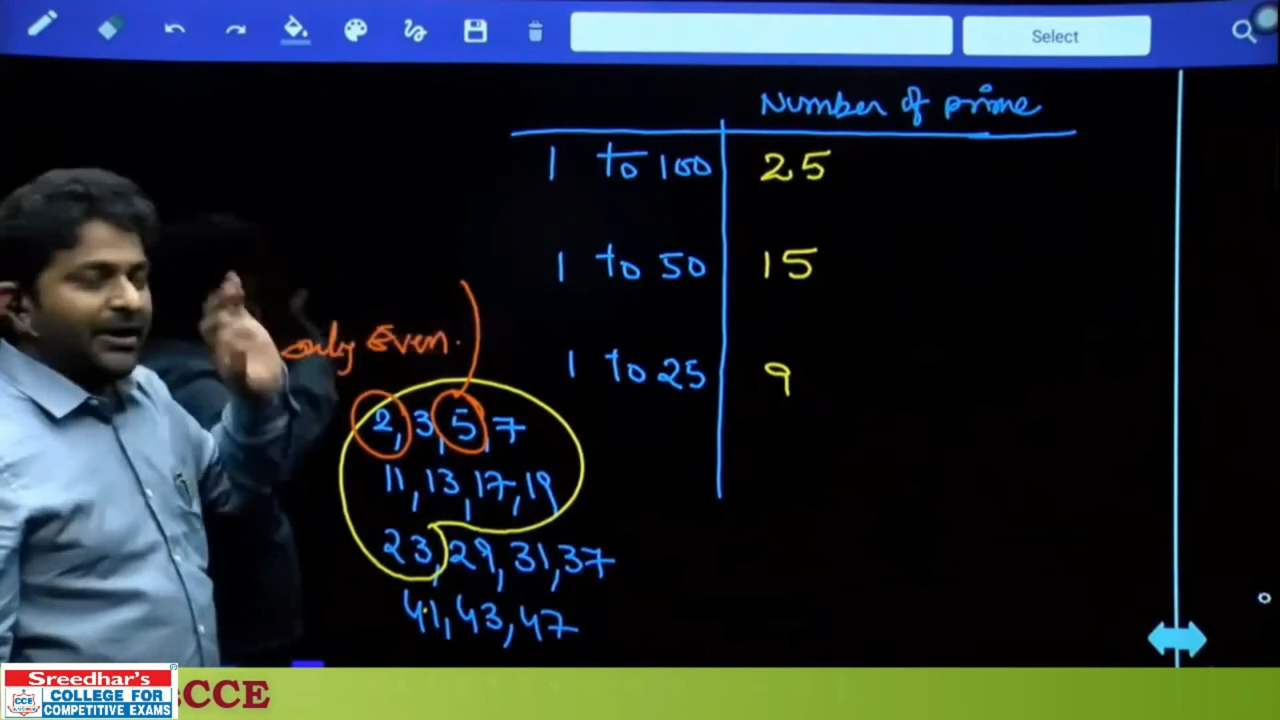 Select
Number of prime
1 to 100 25
1 to 50 15
1 to 25 9
only Even.
2, 3, 5, 7
11, 13, 17, 19
23, 29, 31, 37
41, 43, 47
Sreedhar's
CCE
COLLEGE FOR
COMPETITIVE EXAMS
CCE